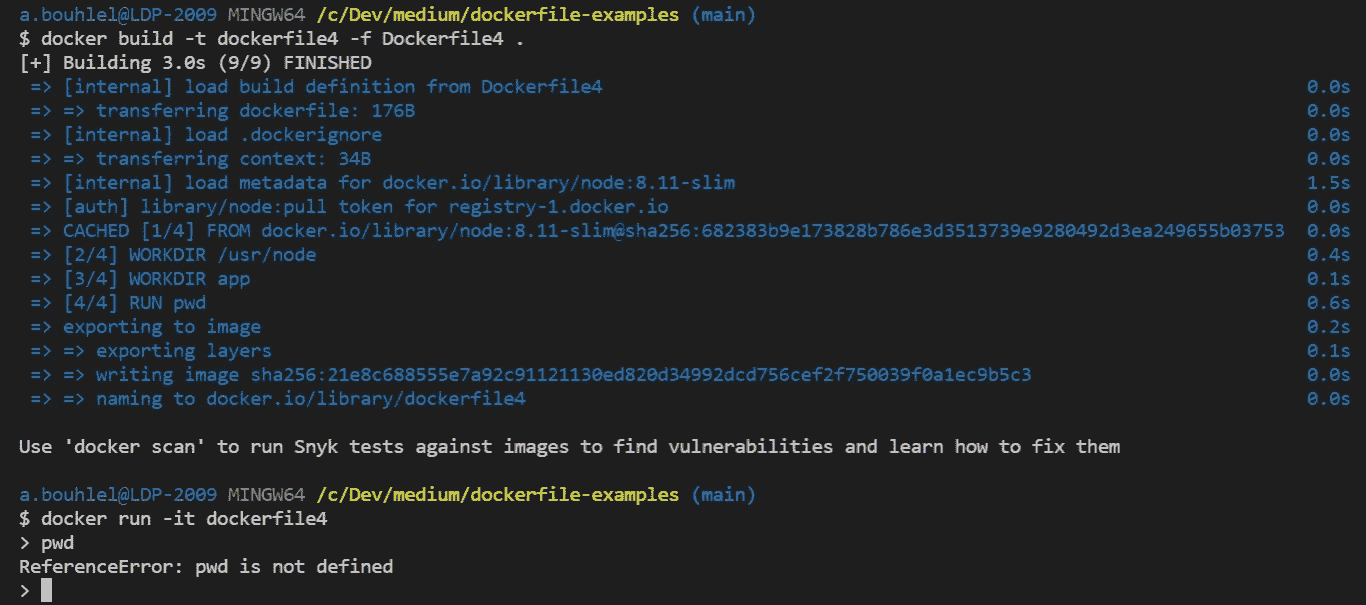 a.bouhlel@LDP-2009 MINGW64 /c/Dev/medium/dockerfile-examples (main)
$ docker build -t dockerfile4 -f Dockerfile4 .
[+] Building 3.0s (9/9) FINISHED
=> [internal] load build definition from Dockerfile4 0.0s
=> => transferring dockerfile: 176B 0.0s
=> [internal] load .dockerignore 0.0s
=> => transferring context: 34B 0.0s
=> [internal] load metadata for docker.io/library/node:8.11-slim 1.5s
=> [auth] library/node:pull token for registry-1.docker.io 0.0s
=> CACHED [1/4] FROM docker.io/library/node:8.11-slim@sha256:682383b9e173828b786e3d3513739e9280492d3ea249655b03753 0.0s
=> [2/4] WORKDIR /usr/node 0.4s
=> [3/4] WORKDIR app 0.1s
=> [4/4] RUN pwd 0.6s
=> exporting to image 0.2s
=> => exporting layers 0.1s
=> => writing image sha256:21e8c688555e7a92c91121130ed820d34992dcd756cef2f750039f0a1ec9b5c3 0.0s
=> => naming to docker.io/library/dockerfile4 0.0s
Use 'docker scan' to run Snyk tests against images to find vulnerabilities and learn how to fix them
a.bouhlel@LDP-2009 MINGW64 /c/Dev/medium/dockerfile-examples (main)
$ docker run -it dockerfile4
> pwd
ReferenceError: pwd is not defined
>